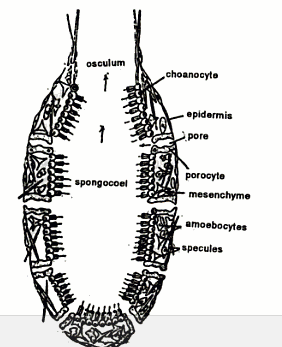 osculum
choanocyte
epidermis
pore
porocyte
spongocoel
mesenchyme
amoebocytes
specules